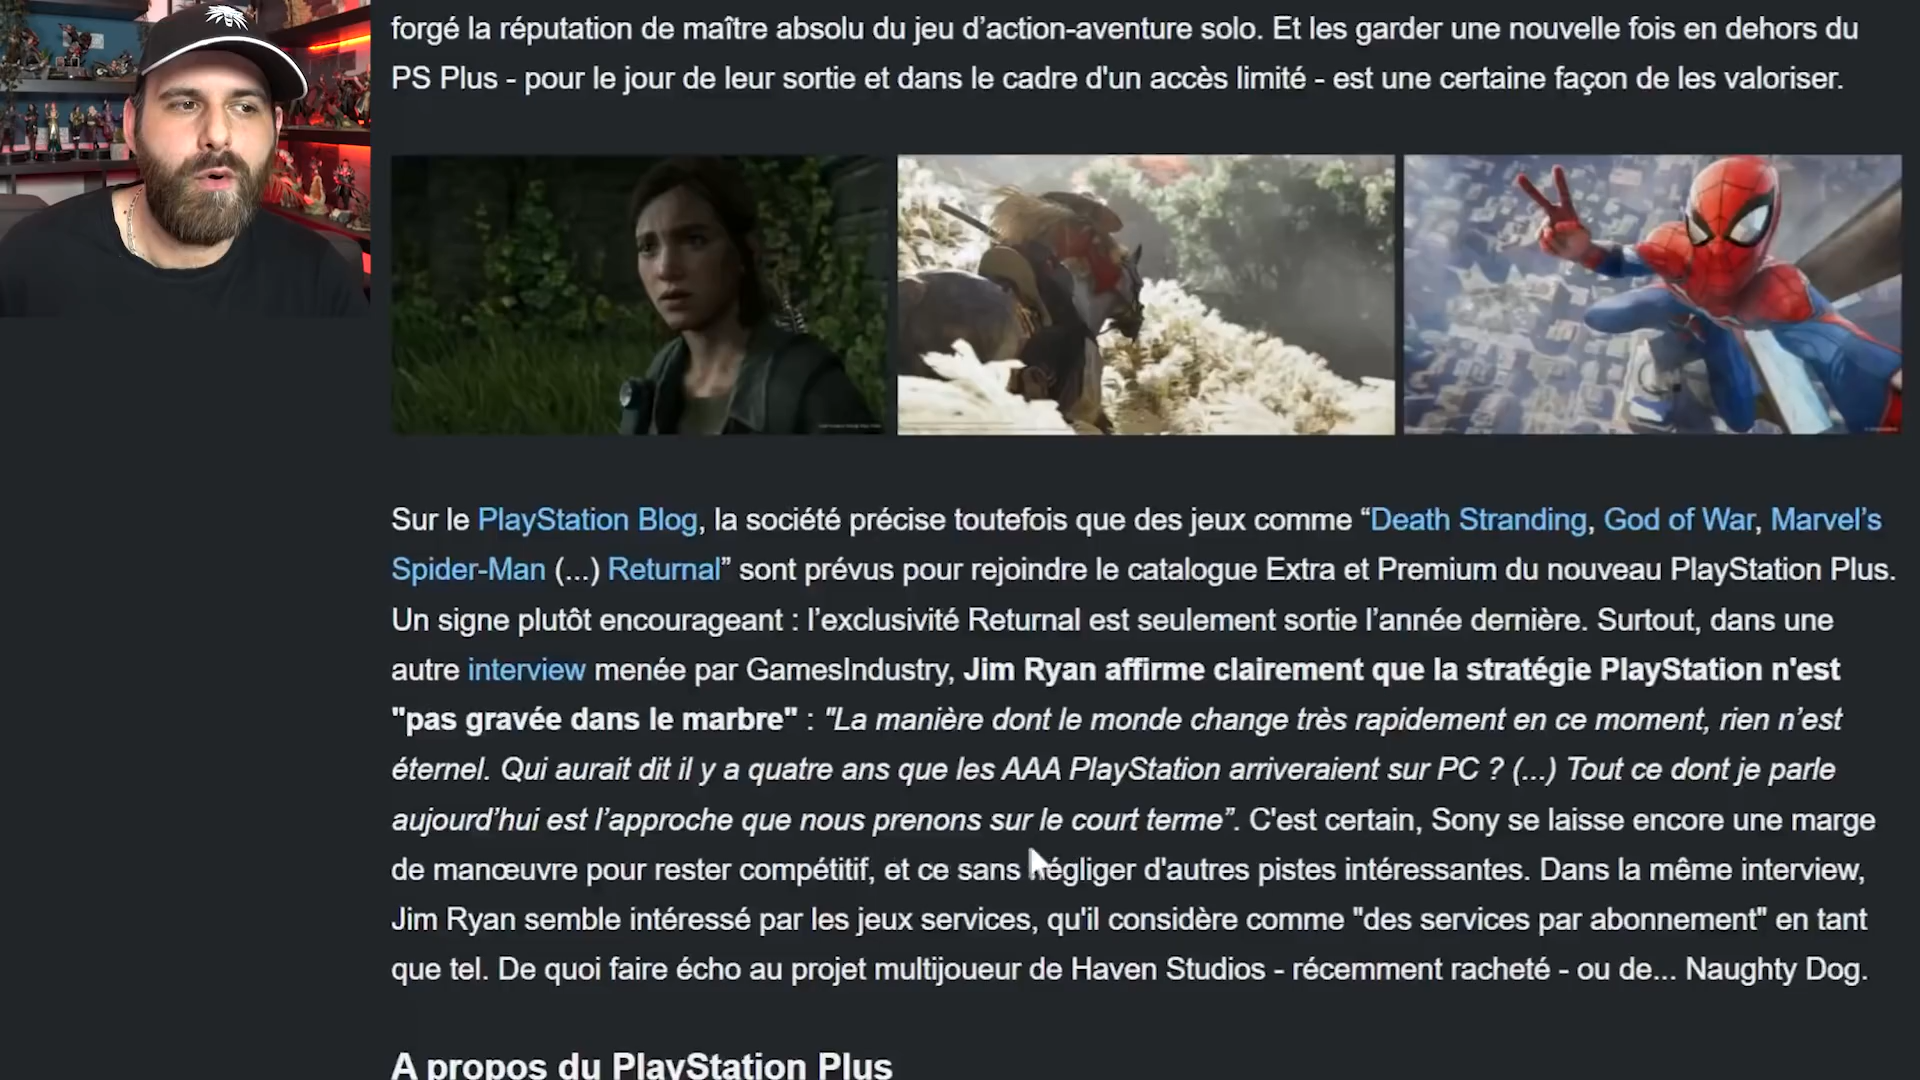 forgé la réputation de maître absolu du jeu d’action-aventure solo. Et les garder une nouvelle fois en dehors du
PS Plus - pour le jour de leur sortie et dans le cadre d'un accès limité - est une certaine façon de les valoriser.
Sur le PlayStation Blog, la société précise toutefois que des jeux comme “Death Stranding, God of War, Marvel’s
Spider-Man (...) Returnal” sont prévus pour rejoindre le catalogue Extra et Premium du nouveau PlayStation Plus.
Un signe plutôt encourageant : l’exclusivité Returnal est seulement sortie l’année dernière. Surtout, dans une
autre interview menée par GamesIndustry, Jim Ryan affirme clairement que la stratégie PlayStation n'est
"pas gravée dans le marbre" : "La manière dont le monde change très rapidement en ce moment, rien n’est
éternel. Qui aurait dit il y a quatre ans que les AAA PlayStation arriveraient sur PC ? (...) Tout ce dont je parle
aujourd’hui est l’approche que nous prenons sur le court terme”. C'est certain, Sony se laisse encore une marge
de manœuvre pour rester compétitif, et ce sans négliger d'autres pistes intéressantes. Dans la même interview,
Jim Ryan semble intéressé par les jeux services, qu'il considère comme "des services par abonnement" en tant
que tel. De quoi faire écho au projet multijoueur de Haven Studios - récemment racheté - ou de... Naughty Dog.
A propos du PlayStation Plus